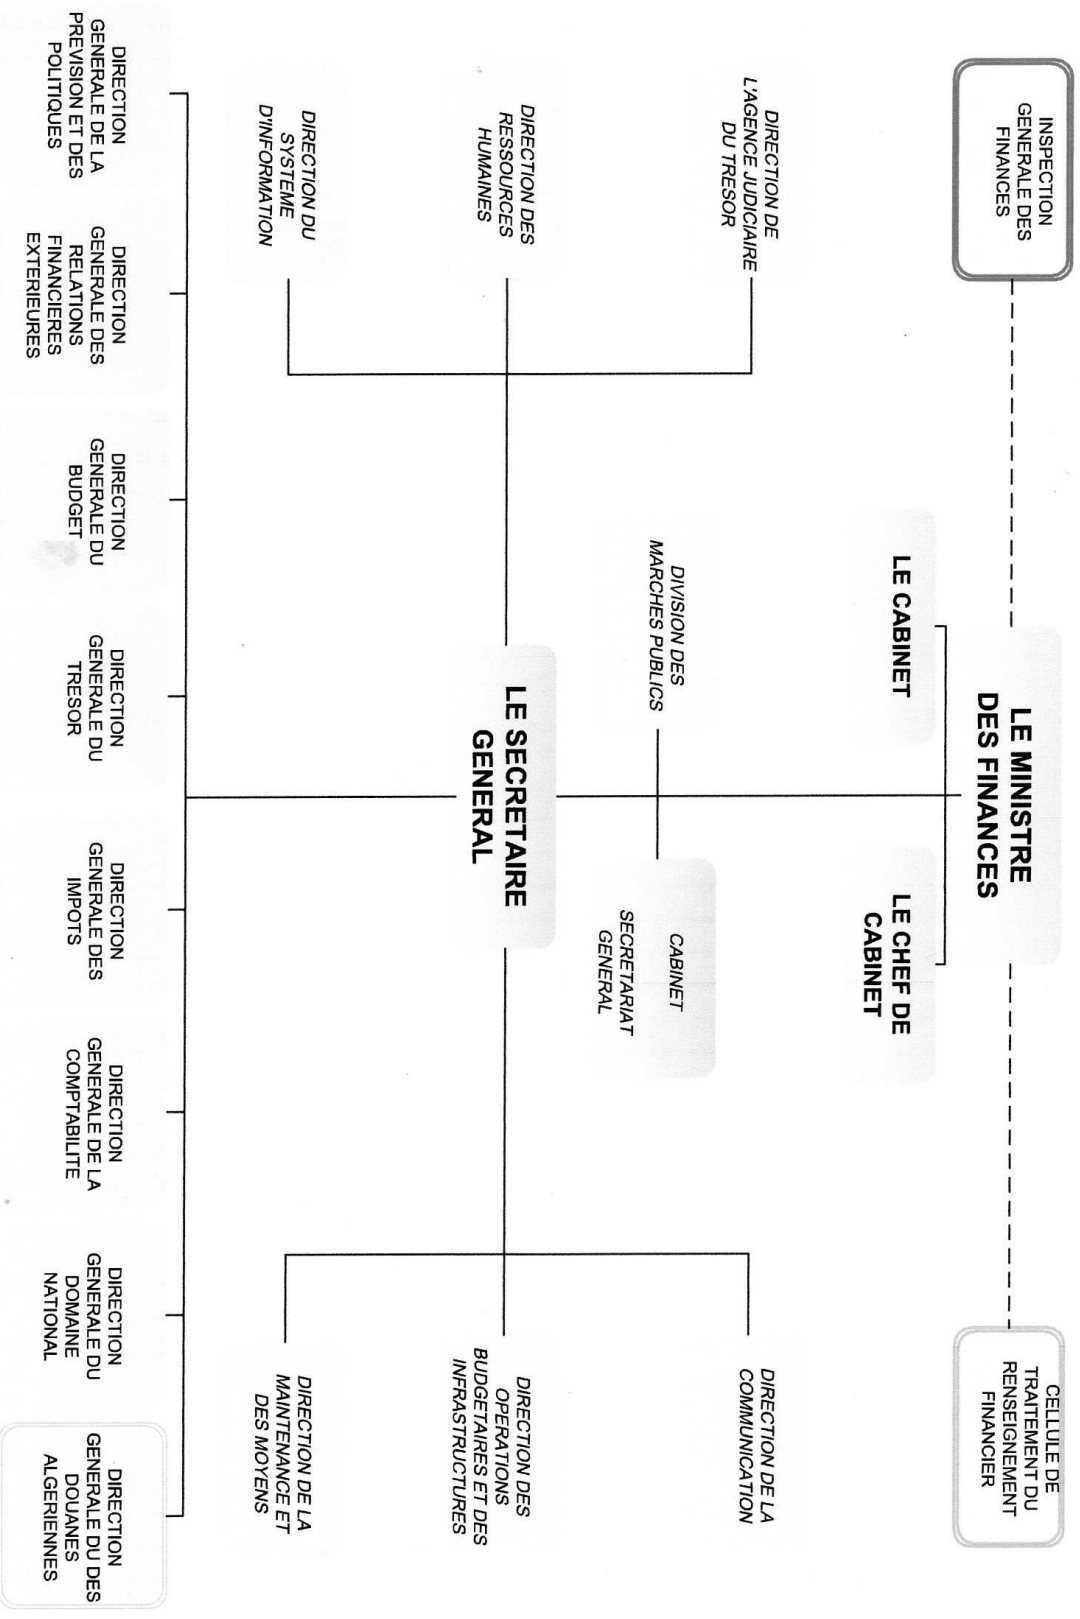 INSPECTION
GENERALE DES
FINANCES
LE MINISTRE
DES FINANCES
CELLULE DE
TRAITEMENT DU
RENSEIGNEMENT
FINANCIER
LE CABINET
LE CHEF DE
CABINET
DIRECTION DE
L'AGENCE JUDICIAIRE
DU TRESOR
DIVISION DES
MARCHES PUBLICS
CABINET
SECRETARIAT
GENERAL
DIRECTION DE LA
COMMUNICATION
DIRECTION DES
RESSOURCES
HUMAINES
LE SECRETAIRE
GENERAL
DIRECTION DES
OPERATIONS
BUDGETAIRES ET DES
INFRASTRUCTURES
DIRECTION DU
SYSTEME
D'INFORMATION
DIRECTION DE LA
MAINTENANCE ET
DES MOYENS
DIRECTION
GENERALE DE LA
PREVISION ET DES
POLITIQUES
DIRECTION
GENERALE DES
RELATIONS
FINANCIERES
EXTERIEURES
DIRECTION
GENERALE DU
BUDGET
DIRECTION
GENERALE DU
TRESOR
DIRECTION
GENERALE DES
IMPOTS
DIRECTION
GENERALE DE LA
COMPTABILITE
DIRECTION
GENERALE DU
DOMAINE
NATIONAL
DIRECTION
GENERALE DU DES
DOUANES
ALGERIENNES